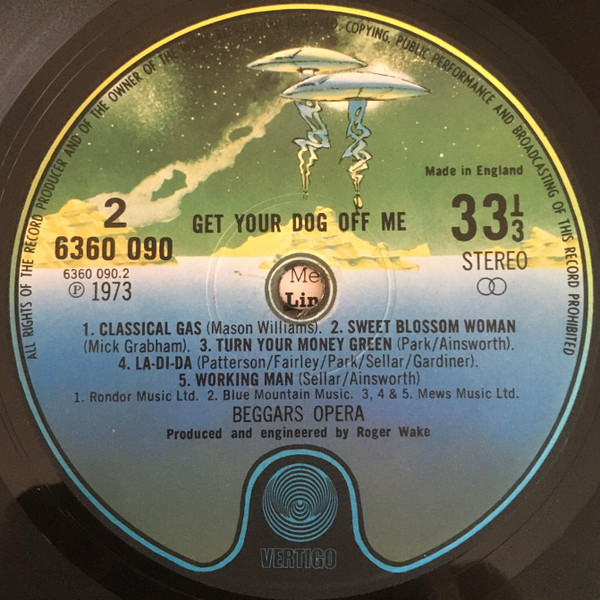 ALL RIGHTS OF THE RECORD PRODUCER AND OF THE OWNER OF THE
COPYING, PUBLIC PERFORMANCE AND BROADCASTING OF THIS RECORD PROHIBITED
Made in England
2
GET YOUR DOG OFF ME
33⅓
6360 090
STEREO
6360 090.2
℗ 1973
Me
Lin
1. CLASSICAL GAS (Mason Williams). 2. SWEET BLOSSOM WOMAN
(Mick Grabham). 3. TURN YOUR MONEY GREEN (Park/Ainsworth).
4. LA-DI-DA (Patterson/Fairley/Park/Sellar/Gardiner).
5. WORKING MAN (Sellar/Ainsworth)
1. Rondor Music Ltd. 2. Blue Mountain Music. 3, 4 & 5. Mews Music Ltd.
BEGGARS OPERA
Produced and engineered by Roger Wake
VERTIGO